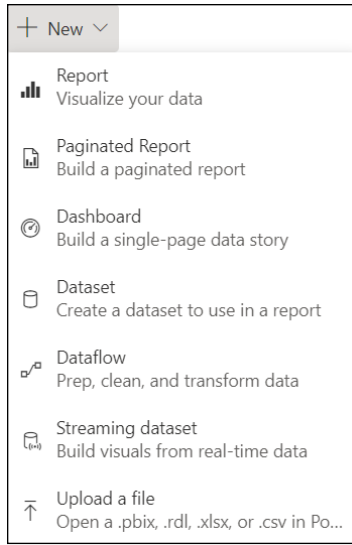 New
Report
Visualize your data
Paginated Report
Build a paginated report
Dashboard
Build a single-page data story
Dataset
Create a dataset to use in a report
Dataflow
Prep, clean, and transform data
Streaming dataset
Build visuals from real-time data
Upload a file
Open a .pbix, .rdl, .xlsx, or .csv in Po...